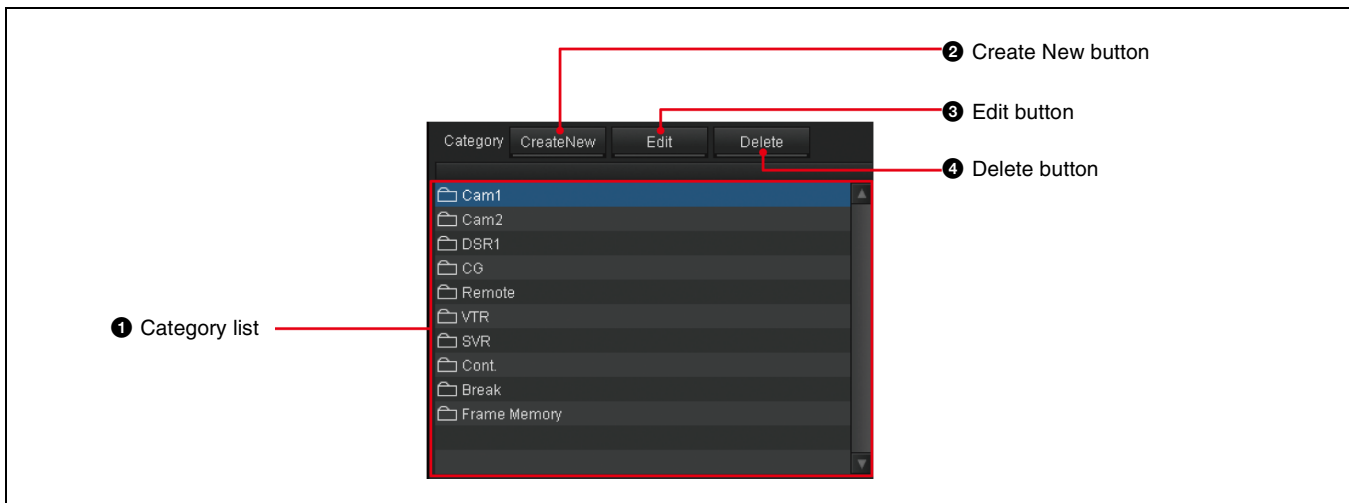 ❷ Create New button
❸ Edit button
Category CreateNew Edit Delete
❹ Delete button
Cam1
Cam2
DSR1
CG
Remote
❶ Category list
VTR
SVR
Cont.
Break
Frame Memory